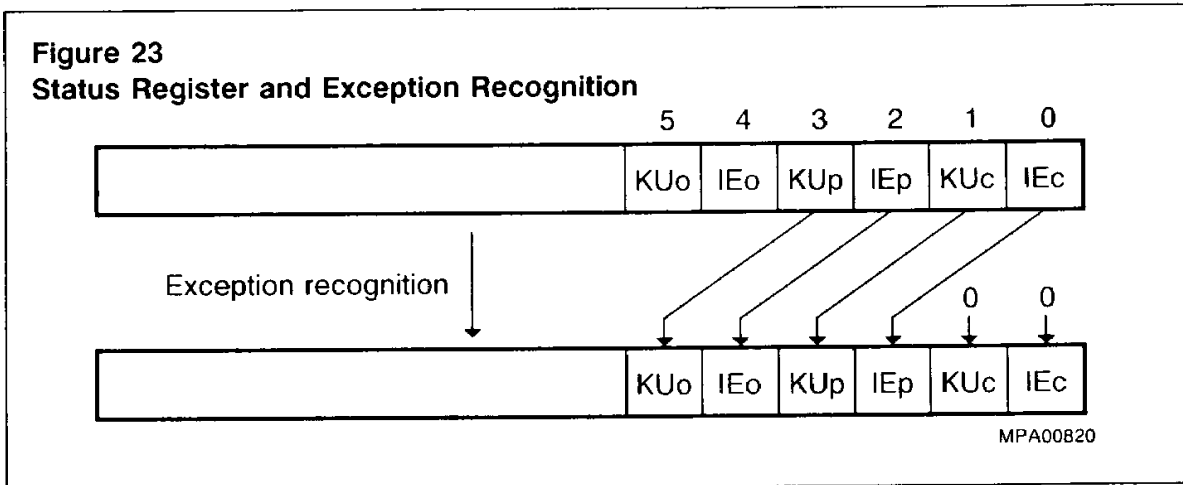 Figure 23
Status Register and Exception Recognition
5 4 3 2 1 0
KUo IEo KUp IEp KUc IEc
Exception recognition
0 0
KUo IEo KUp IEp KUc IEc
MPA00820